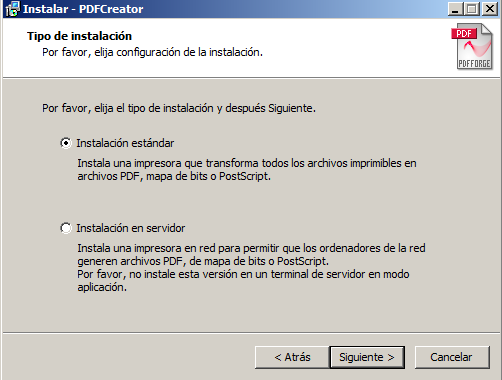 Instalar - PDFCreator
Tipo de instalación
Por favor, elija configuración de la instalación.
PDF
PDFFORGE
Por favor, elija el tipo de instalación y después Siguiente.
Instalación estándar
Instala una impresora que transforma todos los archivos imprimibles en
archivos PDF, mapa de bits o PostScript.
Instalación en servidor
Instala una impresora en red para permitir que los ordenadores de la red
generen archivos PDF, de mapa de bits o PostScript.
Por favor, no instale esta versión en un terminal de servidor en modo
aplicación.
< Atrás
Siguiente >
Cancelar